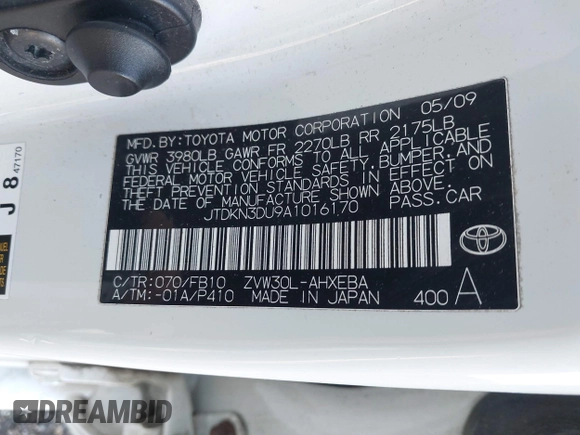 MFD. BY: TOYOTA MOTOR CORPORATION 05/09
GVWR 3980LB GAWR FR 2270LB RR 2175LB
THIS VEHICLE CONFORMS TO ALL APPLICABLE
FEDERAL MOTOR VEHICLE SAFETY, BUMPER, AND
THEFT PREVENTION STANDARDS IN EFFECT ON
THE DATE OF MANUFACTURE SHOWN ABOVE.
JTDKN3DU9A1016170 PASS. CAR
C/TR: 070/FB10 ZVW30L-AHXEBA
A/TM: -01A/P410 MADE IN JAPAN 400 A
J 8 47170
DREAMBID